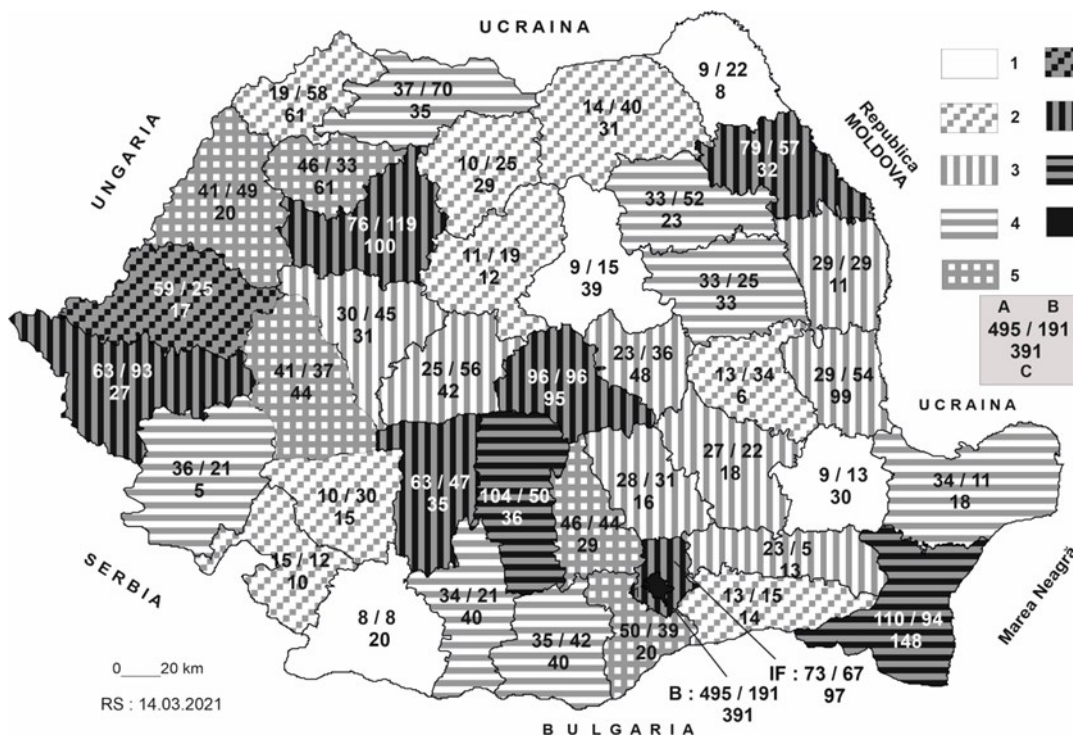 UCRAINA
9 / 22
8
1
37 / 70
35
19 / 58
61
14 / 40
31
2
Republica
MOLDOVA
UNGARIA
79 / 57
32
10 / 25
29
46 / 33
61
3
41 / 49
20
33 / 52
23
76 / 119
100
4
11 / 19
12
9 / 15
39
33 / 25
33
29 / 29
11
5
59 / 25
17
30 / 45
31
A B
495 / 191
391
C
63 / 93
27
41 / 37
44
25 / 56
42
96 / 96
95
23 / 36
48
13 / 34
6
29 / 54
99
UCRAINA
36 / 21
5
10 / 30
15
63 / 47
35
104 / 50
36
28 / 31
16
27 / 22
18
9 / 13
30
34 / 11
18
46 / 44
29
SERBIA
15 / 12
10
23 / 5
13
Marea Neagră
8 / 8
20
34 / 21
40
35 / 42
40
50 / 39
20
13 / 15
14
110 / 94
148
0 20 km
IF : 73 / 67
97
B : 495 / 191
391
RS : 14.03.2021
BULGARIA